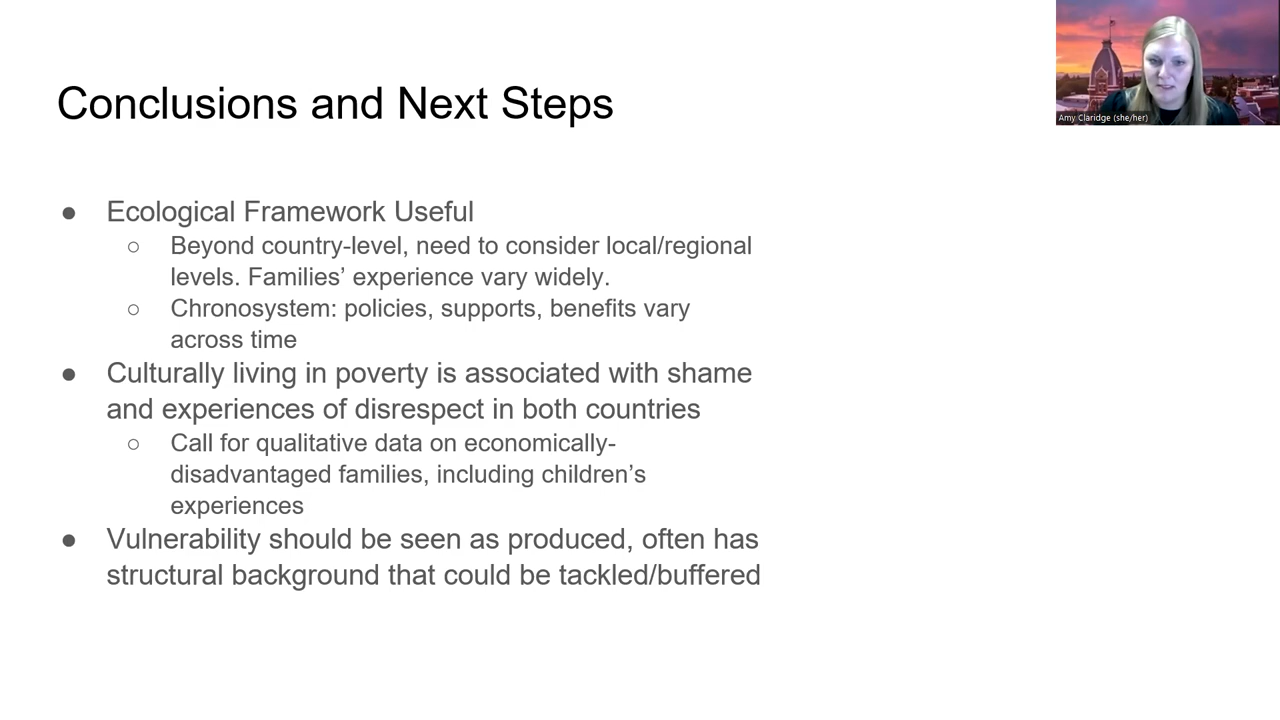 Conclusions and Next Steps
Amy Claridge (she/her)
● Ecological Framework Useful
○ Beyond country-level, need to consider local/regional
levels. Families’ experience vary widely.
○ Chronosystem: policies, supports, benefits vary
across time
● Culturally living in poverty is associated with shame
and experiences of disrespect in both countries
○ Call for qualitative data on economically-
disadvantaged families, including children’s
experiences
● Vulnerability should be seen as produced, often has
structural background that could be tackled/buffered